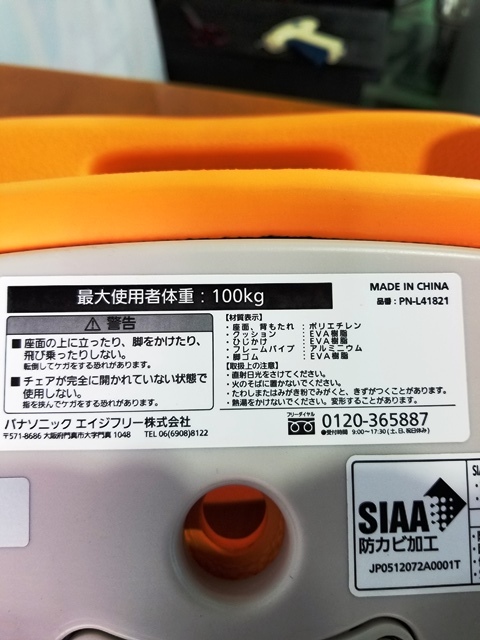 最大使用者体重：100kg
MADE IN CHINA
品番：PN-L41821
警告
■座面の上に立ったり、脚をかけたり、
飛び乗ったりしない。
転倒してケガをする恐れがあります。
■チェアが完全に開かれていない状態で
使用しない。
指を挟んでケガをする恐れがあります。
【材質表示】
・座面、背もたれ：ポリエチレン
・クッション：EVA樹脂
・ひじかけ：EVA樹脂
・フレームパイプ：アルミニウム
・脚ゴム：EVA樹脂
【取扱上の注意】
・直射日光をさけてください。
・火のそばに置かないでください。
・たわしまたはみがき粉でみがくと、きずがつくことがあります。
・熱湯をかけないでください。変形することがあります。
パナソニック エイジフリー株式会社
〒571-8686 大阪府門真市大字門真 1048 TEL 06(6908)8122
フリーダイヤル
0120-365887
●受付時間 9:00～17:30(土、日、祝日休み)
SIAA
防カビ加工
JP0512072A0001T